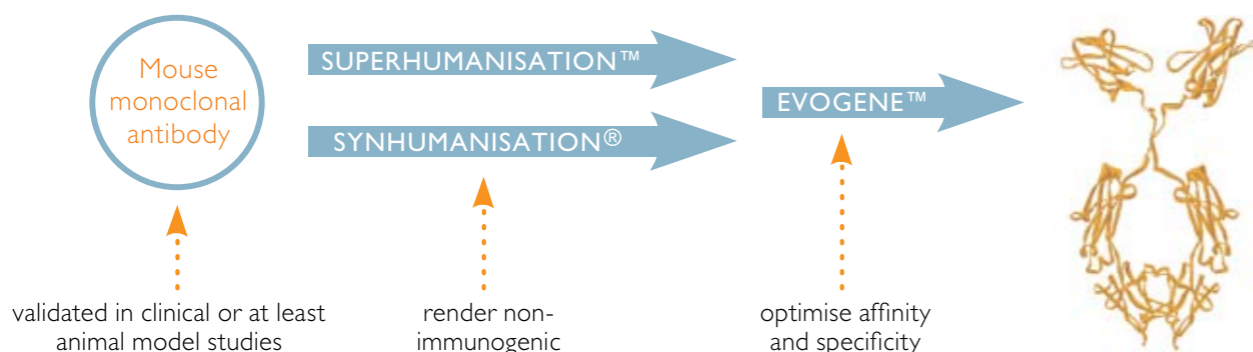 Mouse
monoclonal
antibody
SUPERHUMANISATION™
SYNHUMANISATION®
EVOGENE™
validated in clinical or at least
animal model studies
render non-
immunogenic
optimise affinity
and specificity